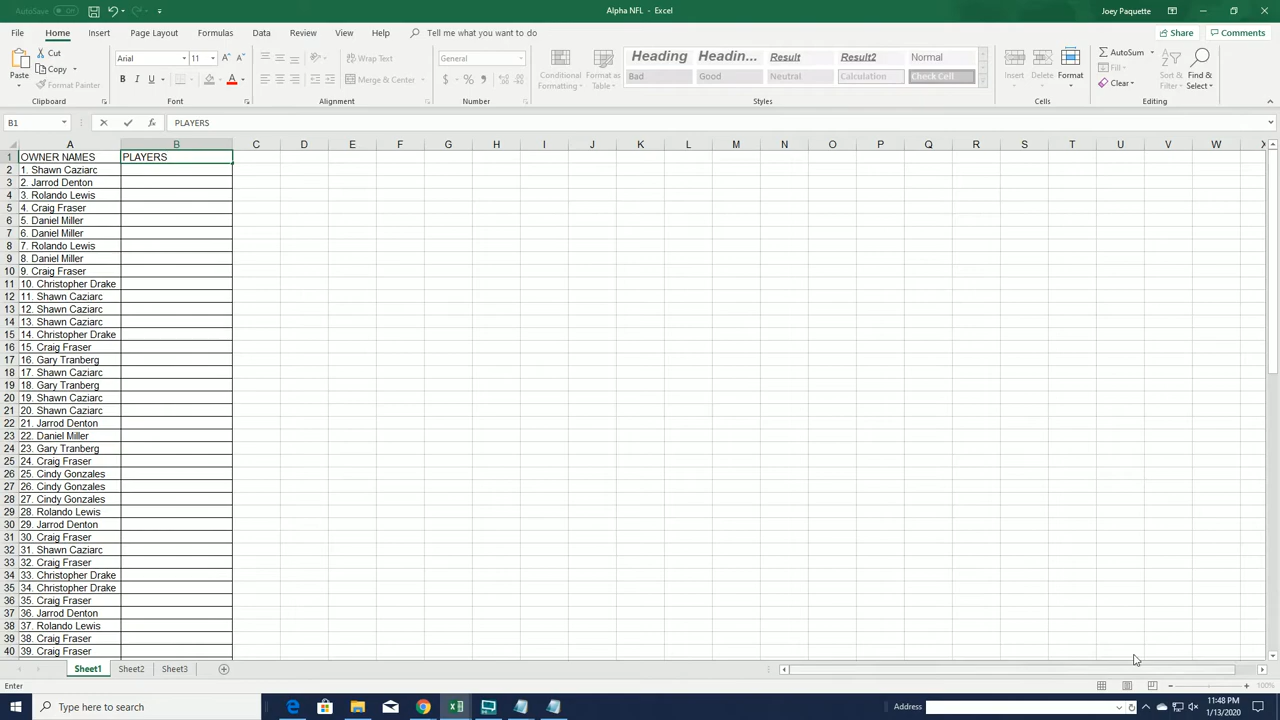 AutoSave Off Alpha NFL - Excel Joey Paquette
File Home Insert Page Layout Formulas Data Review View Help Tell me what you want to do Share Comments
Paste Cut Copy Format Painter Clipboard
Arial 11 B I U A Font
Wrap Text Merge & Center Alignment
General $ % , Number
Conditional Formatting Format as Table
Heading Headin... Result Result2 Normal
Bad Good Neutral Calculation Check Cell
Styles
Insert Delete Format Cells
AutoSum Fill Clear Sort & Filter Find & Select Editing
B1 fx PLAYERS
A B C D E F G H I J K L M N O P Q R S T U V W X
1 OWNER NAMES PLAYERS
2 1. Shawn Caziarc
3 2. Jarrod Denton
4 3. Rolando Lewis
5 4. Craig Fraser
6 5. Daniel Miller
7 6. Daniel Miller
8 7. Rolando Lewis
9 8. Daniel Miller
10 9. Craig Fraser
11 10. Christopher Drake
12 11. Shawn Caziarc
13 12. Shawn Caziarc
14 13. Shawn Caziarc
15 14. Christopher Drake
16 15. Craig Fraser
17 16. Gary Tranberg
18 17. Shawn Caziarc
19 18. Gary Tranberg
20 19. Shawn Caziarc
21 20. Shawn Caziarc
22 21. Jarrod Denton
23 22. Daniel Miller
24 23. Gary Tranberg
25 24. Craig Fraser
26 25. Cindy Gonzales
27 26. Cindy Gonzales
28 27. Cindy Gonzales
29 28. Rolando Lewis
30 29. Jarrod Denton
31 30. Craig Fraser
32 31. Shawn Caziarc
33 32. Craig Fraser
34 33. Christopher Drake
35 34. Christopher Drake
36 35. Craig Fraser
37 36. Jarrod Denton
38 37. Rolando Lewis
39 38. Craig Fraser
40 39. Craig Fraser
Sheet1 Sheet2 Sheet3
Enter 100%
Type here to search Address 11:48 PM
1/13/2020